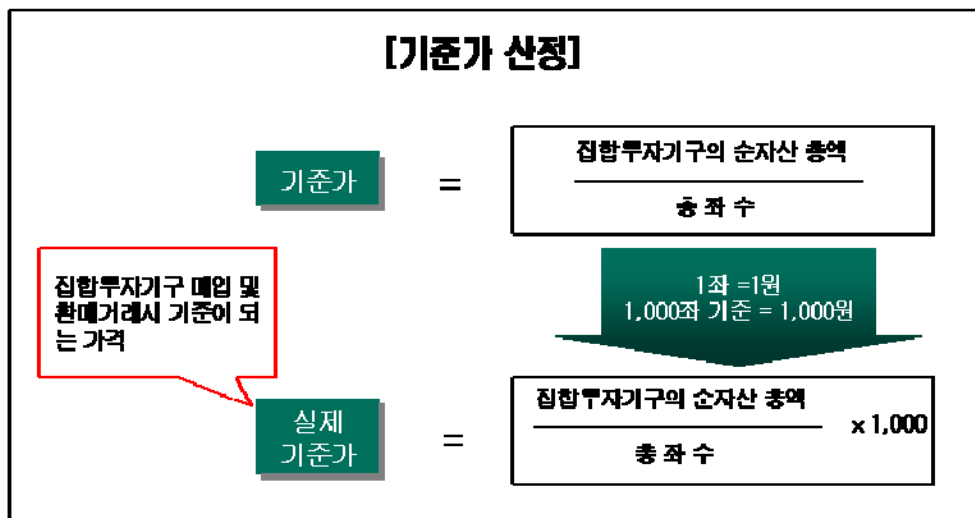 [기준가 산정]
기준가
=
집합투자기구의 순자산 총액
총 좌 수
집합투자기구 매입 및
환매거래시 기준이 되
는 가격
1좌 =1원
1,000좌 기준 = 1,000원
실제
기준가
=
집합투자기구의 순자산 총액
총 좌 수
x 1,000